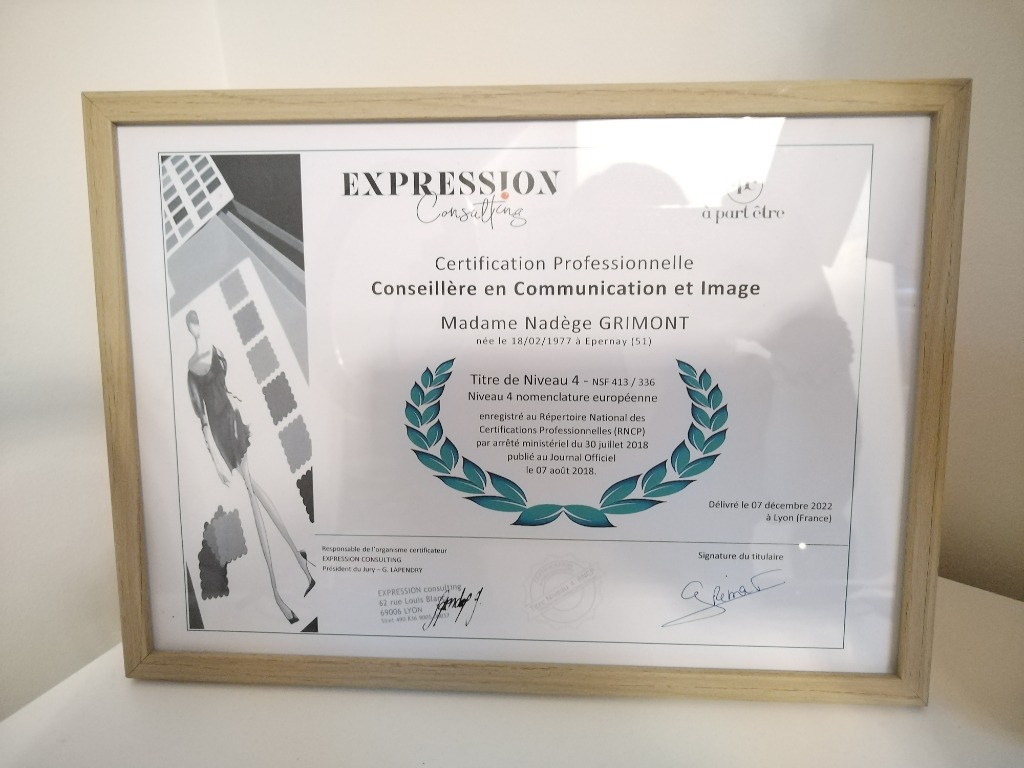 EXPRESSION
Consulting
à part être
Certification Professionnelle
Conseillère en Communication et Image
Madame Nadège GRIMONT
née le 18/02/1977 à Epernay (51)
Titre de Niveau 4 - NSF 413 / 336
Niveau 4 nomenclature européenne
enregistré au Répertoire National des
Certifications Professionnelles (RNCP)
par arrêté ministériel du 30 juillet 2018
publié au Journal Officiel
le 07 août 2018.
Délivré le 07 décembre 2022
à Lyon (France)
Responsable de l'organisme certificateur
EXPRESSION CONSULTING
Président du Jury – G. LAPENDRY
Signature du titulaire
EXPRESSION consulting
62 rue Louis
69006 LYON